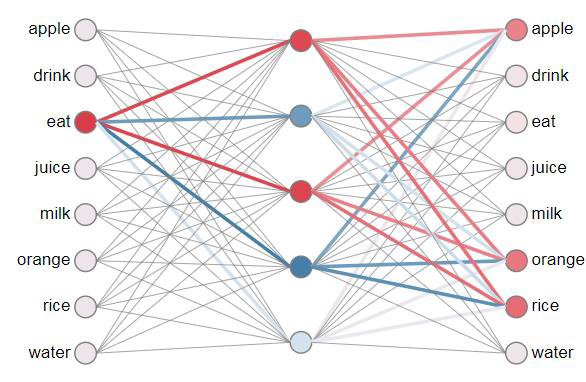 apple
drink
eat
juice
milk
orange
rice
water
apple
drink
eat
juice
milk
orange
rice
water